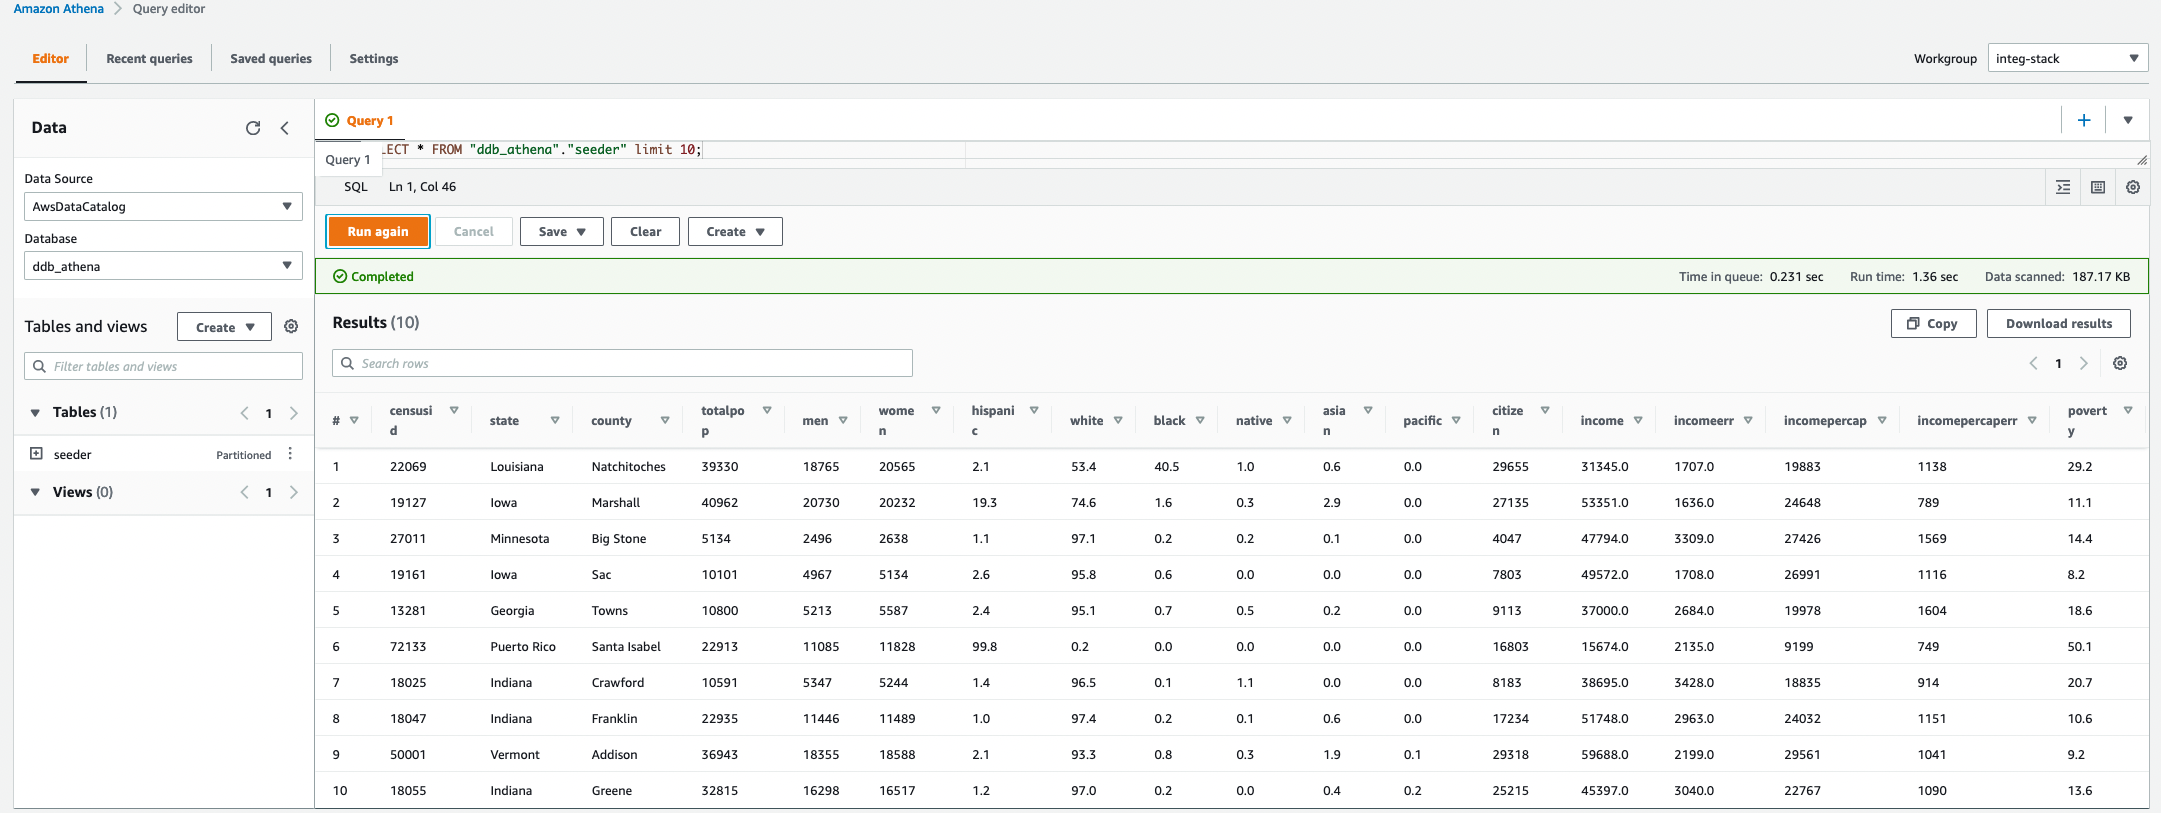 Amazon Athena > Query editor
Editor Recent queries Saved queries Settings Workgroup integ-stack
Data
Data Source
AwsDataCatalog
Database
ddb_athena
Tables and views Create
Filter tables and views
Tables (1) 1
seeder Partitioned
Views (0) 1
Query 1
LECT * FROM "ddb_athena"."seeder" limit 10;
Query 1
SQL Ln 1, Col 46
Run again Cancel Save Clear Create
Completed Time in queue: 0.231 sec Run time: 1.36 sec Data scanned: 187.17 KB
Results (10) Copy Download results
Search rows 1
# censusid state county totalpop men women hispanic white black native asian pacific citizen income incomeerr incomepercap incomepercaperr poverty
1 22069 Louisiana Natchitoches 39330 18765 20565 2.1 53.4 40.5 1.0 0.6 0.0 29655 31345.0 1707.0 19883 1138 29.2
2 19127 Iowa Marshall 40962 20730 20232 19.3 74.6 1.6 0.3 2.9 0.0 27135 53351.0 1636.0 24648 789 11.1
3 27011 Minnesota Big Stone 5134 2496 2638 1.1 97.1 0.2 0.2 0.1 0.0 4047 47794.0 3309.0 27426 1569 14.4
4 19161 Iowa Sac 10101 4967 5134 2.6 95.8 0.6 0.0 0.0 0.0 7803 49572.0 1708.0 26991 1116 8.2
5 13281 Georgia Towns 10800 5213 5587 2.4 95.1 0.7 0.5 0.2 0.0 9113 37000.0 2684.0 19978 1604 18.6
6 72133 Puerto Rico Santa Isabel 22913 11085 11828 99.8 0.2 0.0 0.0 0.0 0.0 16803 15674.0 2135.0 9199 749 50.1
7 18025 Indiana Crawford 10591 5347 5244 1.4 96.5 0.1 1.1 0.0 0.0 8183 38695.0 3428.0 18835 914 20.7
8 18047 Indiana Franklin 22935 11446 11489 1.0 97.4 0.2 0.1 0.6 0.0 17234 51748.0 2963.0 24032 1151 10.6
9 50001 Vermont Addison 36943 18355 18588 2.1 93.3 0.8 0.3 1.9 0.1 29318 59688.0 2199.0 29561 1041 9.2
10 18055 Indiana Greene 32815 16298 16517 1.2 97.0 0.2 0.0 0.4 0.2 25215 45397.0 3040.0 22767 1090 13.6